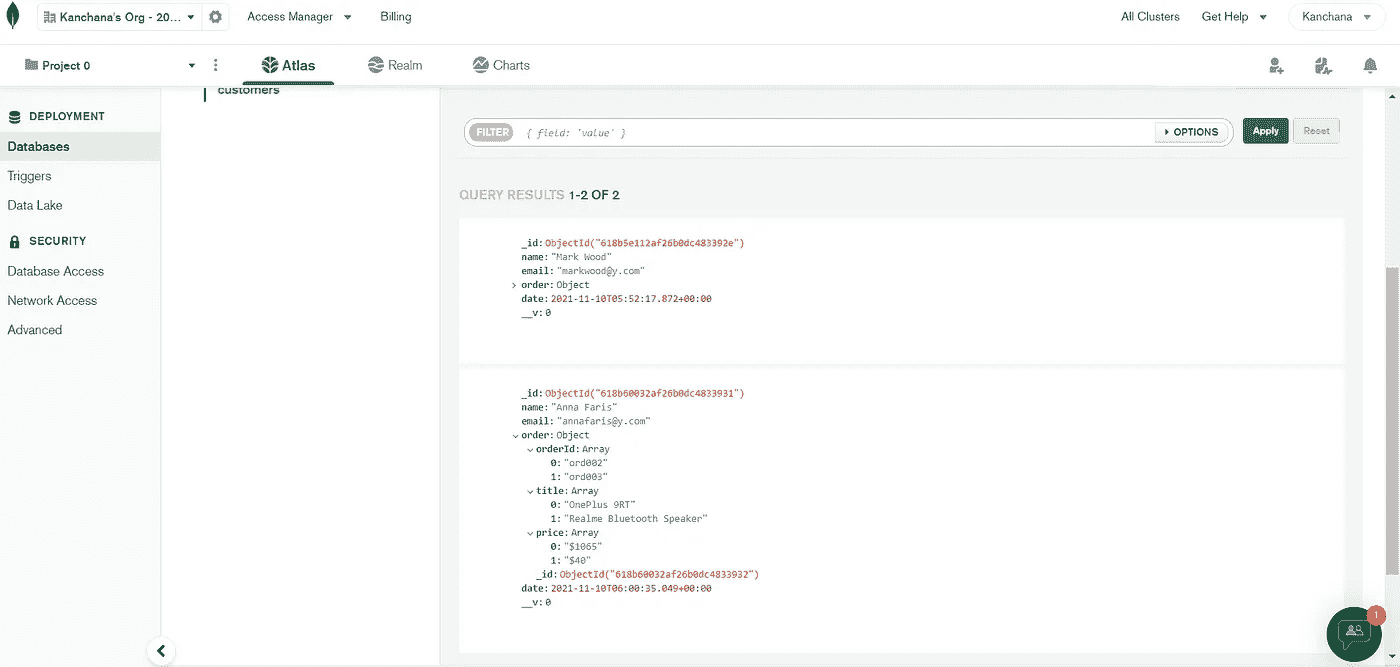 Kanchana's Org - 20... Access Manager Billing All Clusters Get Help Kanchana
Project 0 Atlas Realm Charts
customers
DEPLOYMENT
Databases
Triggers
Data Lake
SECURITY
Database Access
Network Access
Advanced
FILTER { field: 'value' } OPTIONS Apply Reset
QUERY RESULTS 1-2 OF 2
_id: ObjectId("618b5e112af26b0dc483392e")
name: "Mark Wood"
email: "markwood@y.com"
order: Object
date: 2021-11-10T05:52:17.872+00:00
__v: 0
_id: ObjectId("618b60032af26b0dc4833931")
name: "Anna Faris"
email: "annafaris@y.com"
order: Object
orderId: Array
0: "ord002"
1: "ord003"
title: Array
0: "OnePlus 9RT"
1: "Realme Bluetooth Speaker"
price: Array
0: "$1065"
1: "$40"
_id: ObjectId("618b60032af26b0dc4833932")
date: 2021-11-10T06:00:35.049+00:00
__v: 0
1